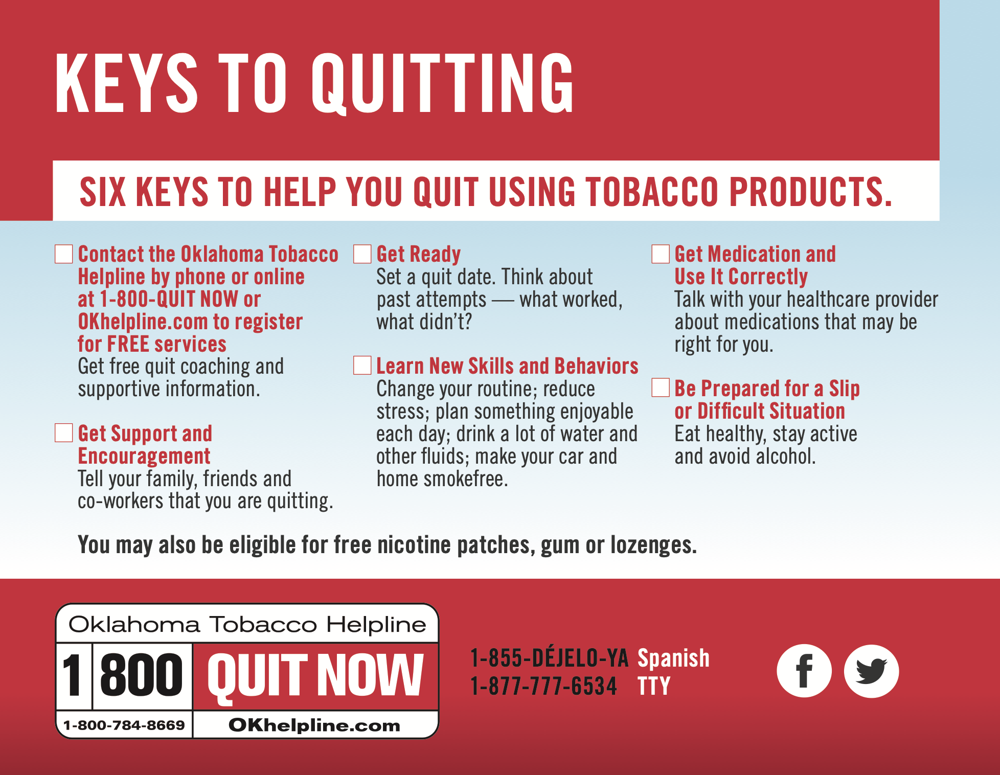 KEYS TO QUITTING
SIX KEYS TO HELP YOU QUIT USING TOBACCO PRODUCTS.
Contact the Oklahoma Tobacco
Helpline by phone or online
at 1-800-QUIT NOW or
OKhelpline.com to register
for FREE services
Get free quit coaching and
supportive information.
Get Support and
Encouragement
Tell your family, friends and
co-workers that you are quitting.
Get Ready
Set a quit date. Think about
past attempts — what worked,
what didn’t?
Learn New Skills and Behaviors
Change your routine; reduce
stress; plan something enjoyable
each day; drink a lot of water and
other fluids; make your car and
home smokefree.
Get Medication and
Use It Correctly
Talk with your healthcare provider
about medications that may be
right for you.
Be Prepared for a Slip
or Difficult Situation
Eat healthy, stay active
and avoid alcohol.
You may also be eligible for free nicotine patches, gum or lozenges.
Oklahoma Tobacco Helpline
1 800 QUIT NOW
1-800-784-8669 OKhelpline.com
1-855-DÉJELO-YA Spanish
1-877-777-6534 TTY